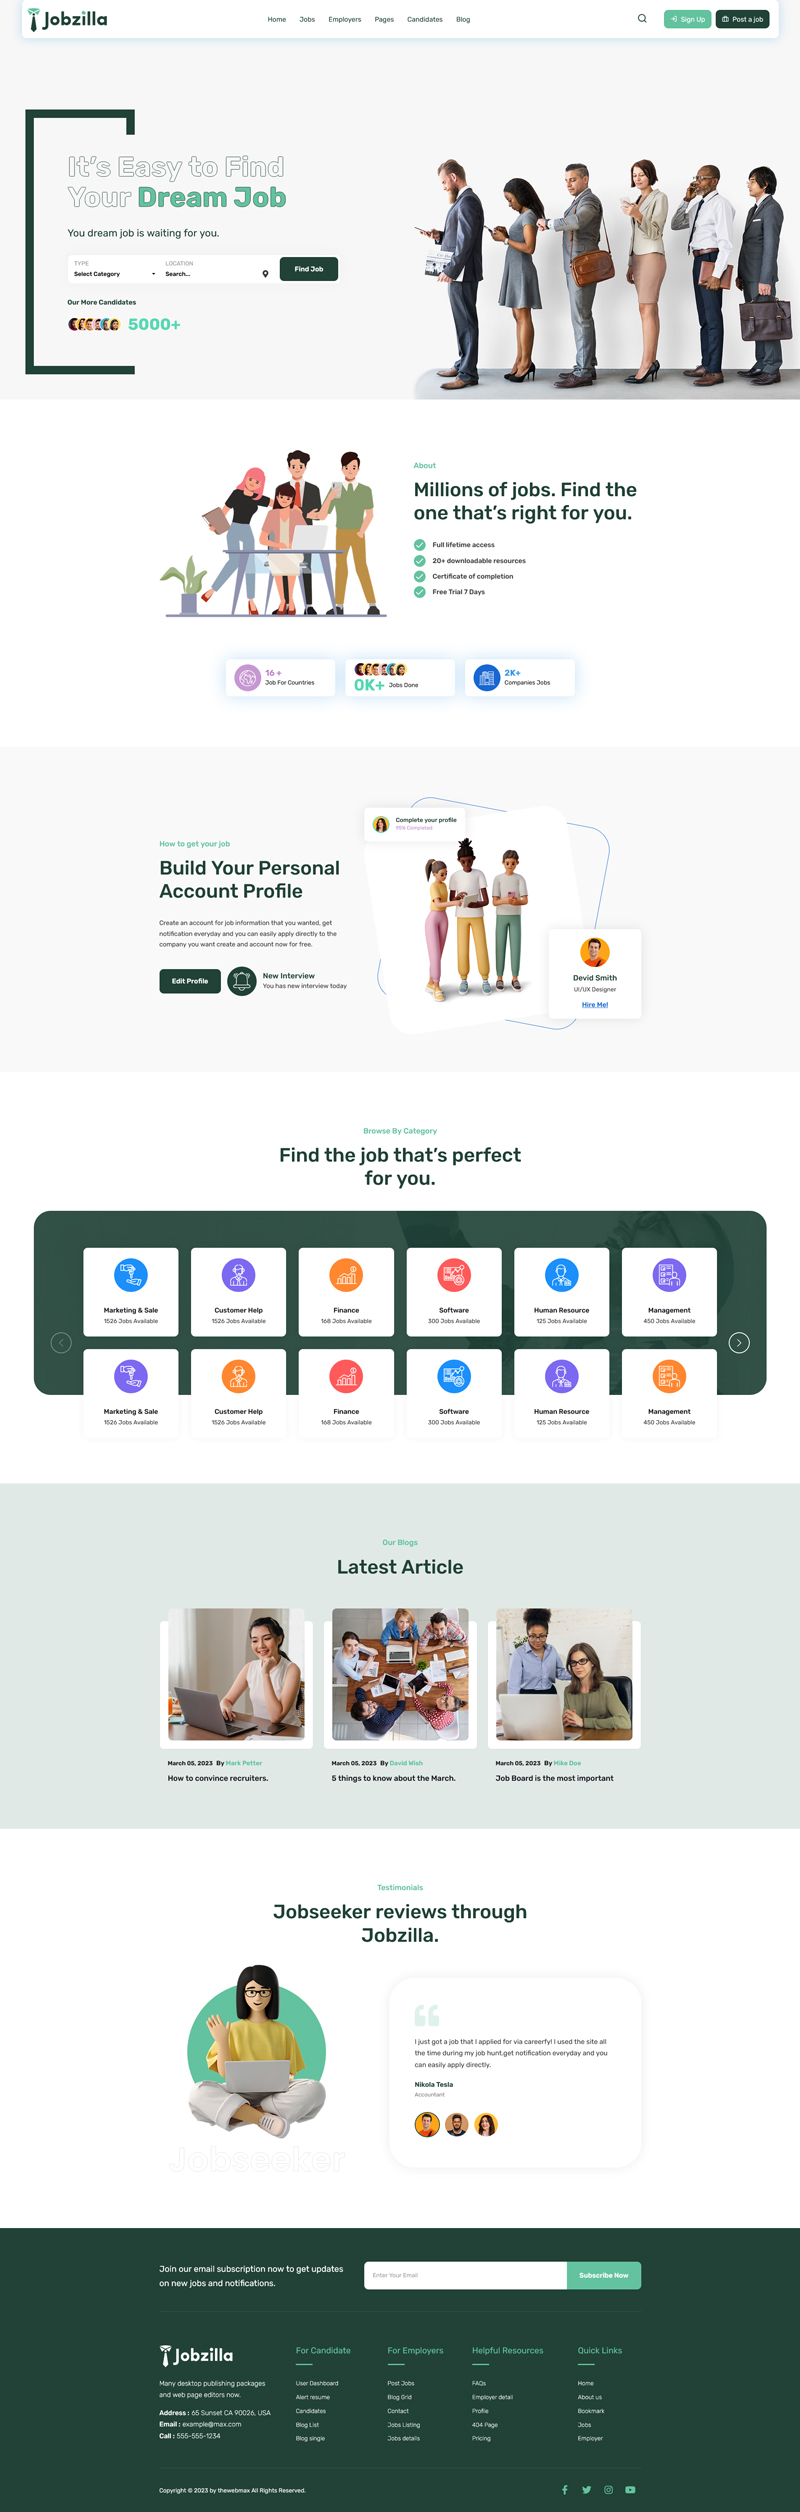 Jobzilla
Home Jobs Employers Pages Candidates Blog
Sign Up
Post a job
It's Easy to Find
Your Dream Job
You dream job is waiting for you.
TYPE
Select Category
LOCATION
Search...
Find Job
Our More Candidates
5000+
About
Millions of jobs. Find the
one that's right for you.
Full lifetime access
20+ downloadable resources
Certificate of completion
Free Trial 7 Days
16 +
Job For Countries
0K+ Jobs Done
2K+
Companies Jobs
How to get your job
Build Your Personal
Account Profile
Create an account for job information that you wanted, get
notification everyday and you can easily apply directly to the
company you want create and account now for free.
Edit Profile
New Interview
You has new interview today
Complete your profile
95% Completed
Devid Smith
UI/UX Designer
Hire Me!
Browse By Category
Find the job that's perfect
for you.
Marketing & Sale
1526 Jobs Available
Customer Help
1526 Jobs Available
Finance
168 Jobs Available
Software
300 Jobs Available
Human Resource
125 Jobs Available
Management
450 Jobs Available
Marketing & Sale
1526 Jobs Available
Customer Help
1526 Jobs Available
Finance
168 Jobs Available
Software
300 Jobs Available
Human Resource
125 Jobs Available
Management
450 Jobs Available
Our Blogs
Latest Article
March 05, 2023 By Mark Petter
How to convince recruiters.
March 05, 2023 By David Wish
5 things to know about the March.
March 05, 2023 By Mike Doe
Job Board is the most important
Testimonials
Jobseeker reviews through
Jobzilla.
Jobseeker
I just got a job that I applied for via careerfy! I used the site all
the time during my job hunt.get notification everyday and you
can easily apply directly.
Nikola Tesla
Accountant
Join our email subscription now to get updates
on new jobs and notifications.
Enter Your Email
Subscribe Now
Jobzilla
Many desktop publishing packages
and web page editors now.
Address : 65 Sunset CA 90026, USA
Email : example@max.com
Call : 555-555-1234
For Candidate
User Dashboard
Alert resume
Candidates
Blog List
Blog single
For Employers
Post Jobs
Blog Grid
Contact
Jobs Listing
Jobs details
Helpful Resources
FAQs
Employer detail
Profile
404 Page
Pricing
Quick Links
Home
About us
Bookmark
Jobs
Employer
Copyright © 2023 by thewebmax All Rights Reserved.